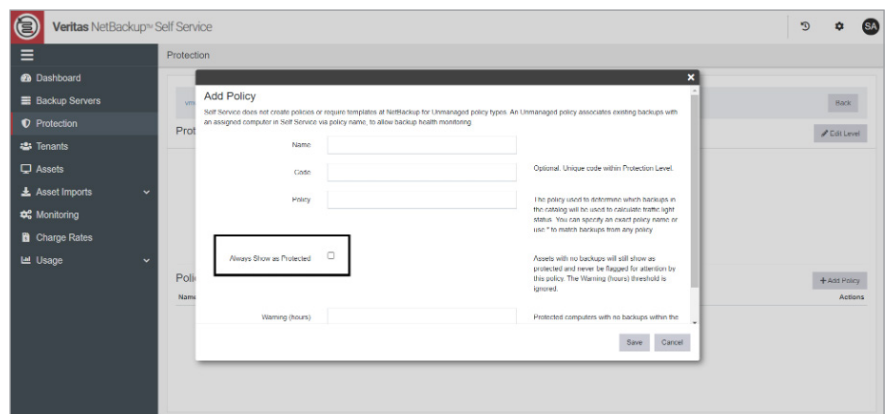 Veritas NetBackup™ Self Service
SA
Protection
Dashboard
Backup Servers
Protection
Tenants
Assets
Asset Imports
Monitoring
Charge Rates
Usage
Back
Prot
Edit Level
Add Policy
Self Service does not create policies or require templates at NetBackup for Unmanaged policy types. An Unmanaged policy associates existing backups with
an assigned computer in Self Service via policy name, to allow backup health monitoring.
Name
Code
Optional. Unique code within Protection Level.
Policy
The policy used to determine which backups in
the catalog will be used to calculate traffic light
status. You can specify an exact policy name or
use * to match backups from any policy
Always Show as Protected
Assets with no backups will still show as
protected and never be flagged for attention by
this policy. The Warning (hours) threshold is
ignored.
Warning (hours)
Protected computers with no backups within the
Save Cancel
Poli
+ Add Policy
Name
Actions